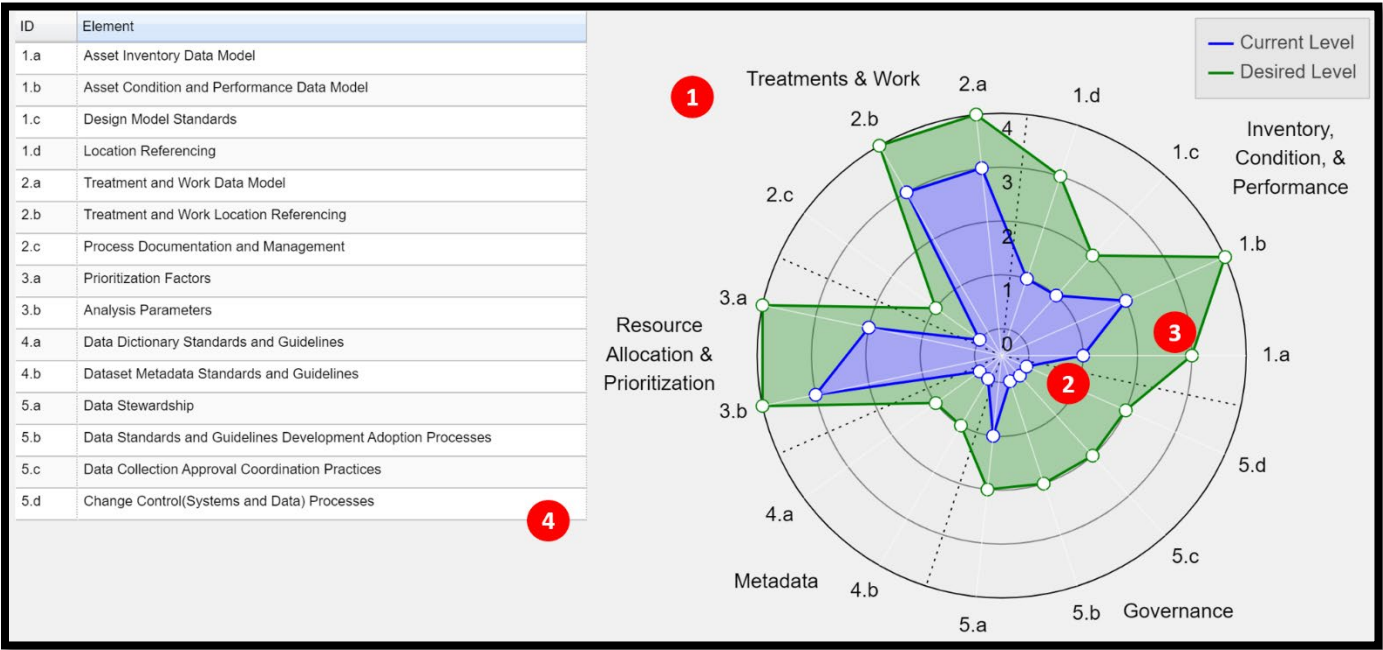 ID Element
1.a Asset Inventory Data Model
1.b Asset Condition and Performance Data Model
1.c Design Model Standards
1.d Location Referencing
2.a Treatment and Work Data Model
2.b Treatment and Work Location Referencing
2.c Process Documentation and Management
3.a Prioritization Factors
3.b Analysis Parameters
4.a Data Dictionary Standards and Guidelines
4.b Dataset Metadata Standards and Guidelines
5.a Data Stewardship
5.b Data Standards and Guidelines Development Adoption Processes
5.c Data Collection Approval Coordination Practices
5.d Change Control(Systems and Data) Processes
4
1
Treatments & Work
Current Level
Desired Level
Inventory,
Condition, &
Performance
Resource
Allocation &
Prioritization
Metadata
Governance
1.a
1.b
1.c
1.d
2.a
2.b
2.c
3.a
3.b
4.a
4.b
5.a
5.b
5.c
5.d
4
3
2
1
0
3
2